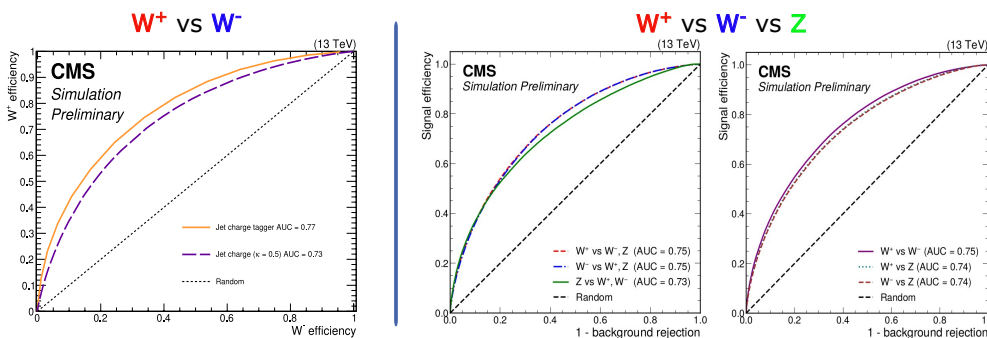 W⁺ vs W⁻
W⁺ vs W⁻ vs Z
(13 TeV)
CMS
Simulation
Preliminary
W⁺ efficiency
1
0.9
0.8
0.7
0.6
0.5
0.4
0.3
0.2
0.1
0
Jet charge tagger AUC = 0.77
Jet charge (κ = 0.5) AUC = 0.73
Random
0 0.2 0.4 0.6 0.8 1
W⁻ efficiency
(13 TeV)
CMS
Simulation Preliminary
Signal efficiency
1.0
0.8
0.6
0.4
0.2
0.0
W⁺ vs W⁻, Z (AUC = 0.75)
W⁻ vs W⁺, Z (AUC = 0.75)
Z vs W⁺, W⁻ (AUC = 0.73)
Random
0.0 0.2 0.4 0.6 0.8 1.0
1 - background rejection
(13 TeV)
CMS
Simulation Preliminary
Signal efficiency
1.0
0.8
0.6
0.4
0.2
0.0
W⁺ vs W⁻ (AUC = 0.75)
W⁺ vs Z (AUC = 0.74)
W⁻ vs Z (AUC = 0.74)
Random
0.0 0.2 0.4 0.6 0.8 1.0
1 - background rejection